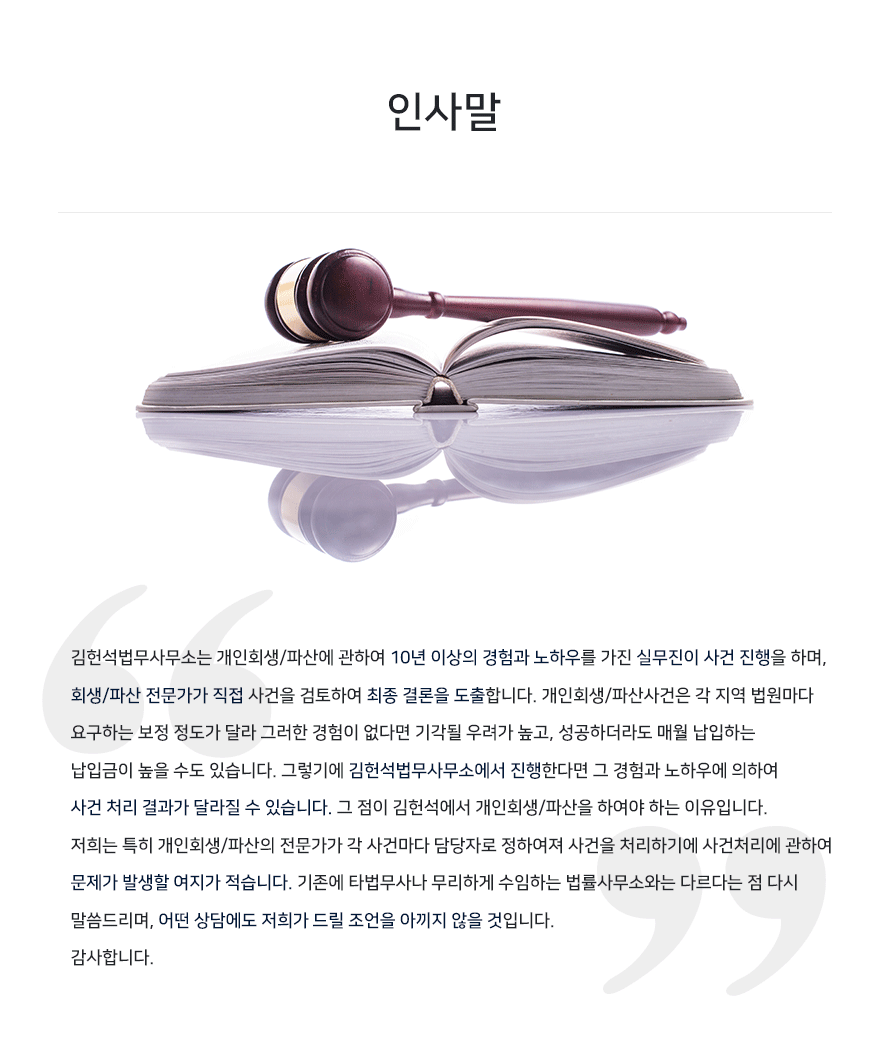 인사말
김헌석법무사무소는 개인회생/파산에 관하여 10년 이상의 경험과 노하우를 가진 실무진이 사건 진행을 하며,
회생/파산 전문가가 직접 사건을 검토하여 최종 결론을 도출합니다. 개인회생/파산사건은 각 지역 법원마다
요구하는 보정 정도가 달라 그러한 경험이 없다면 기각될 우려가 높고, 성공하더라도 매월 납입하는
납입금이 높을 수도 있습니다. 그렇기에 김헌석법무사무소에서 진행한다면 그 경험과 노하우에 의하여
사건 처리 결과가 달라질 수 있습니다. 그 점이 김헌석에서 개인회생/파산을 하여야 하는 이유입니다.
저희는 특히 개인회생/파산의 전문가가 각 사건마다 담당자로 정하여져 사건을 처리하기에 사건처리에 관하여
문제가 발생할 여지가 적습니다. 기존에 타법무사나 무리하게 수임하는 법률사무소와는 다르다는 점 다시
말씀드리며, 어떤 상담에도 저희가 드릴 조언을 아끼지 않을 것입니다.
감사합니다.